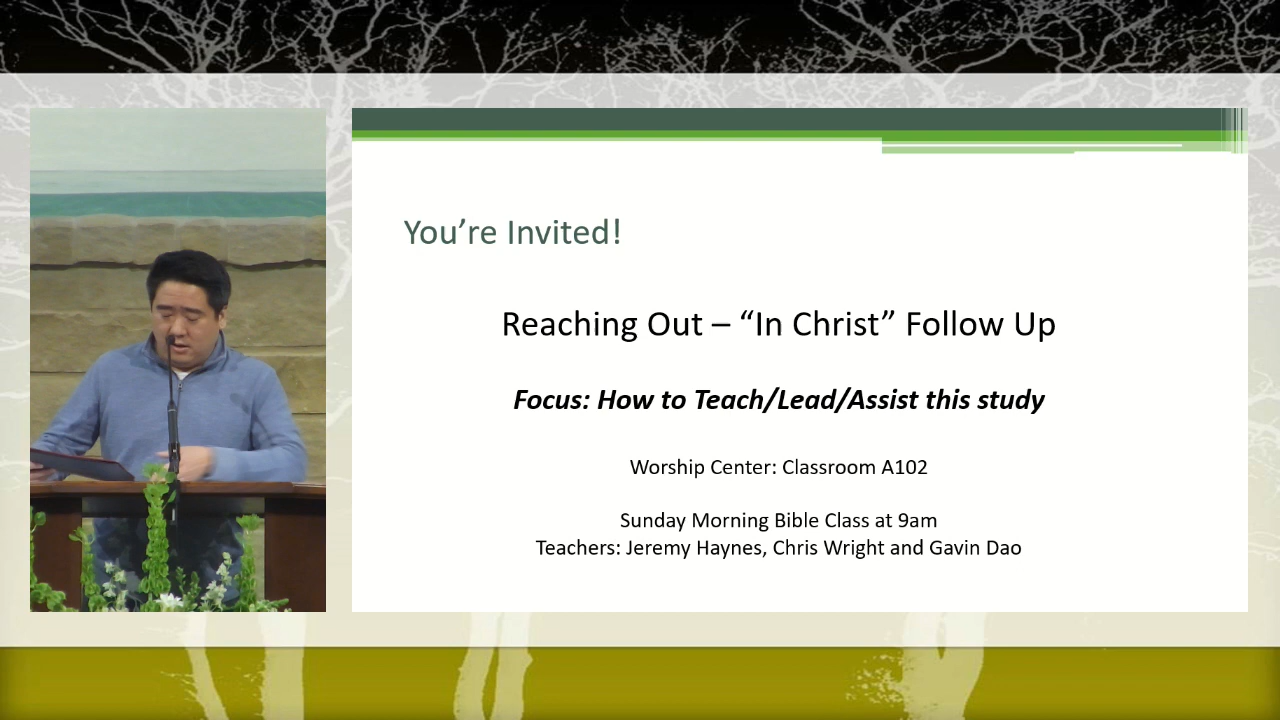 You’re Invited!
Reaching Out – “In Christ” Follow Up
Focus: How to Teach/Lead/Assist this study
Worship Center: Classroom A102
Sunday Morning Bible Class at 9am
Teachers: Jeremy Haynes, Chris Wright and Gavin Dao